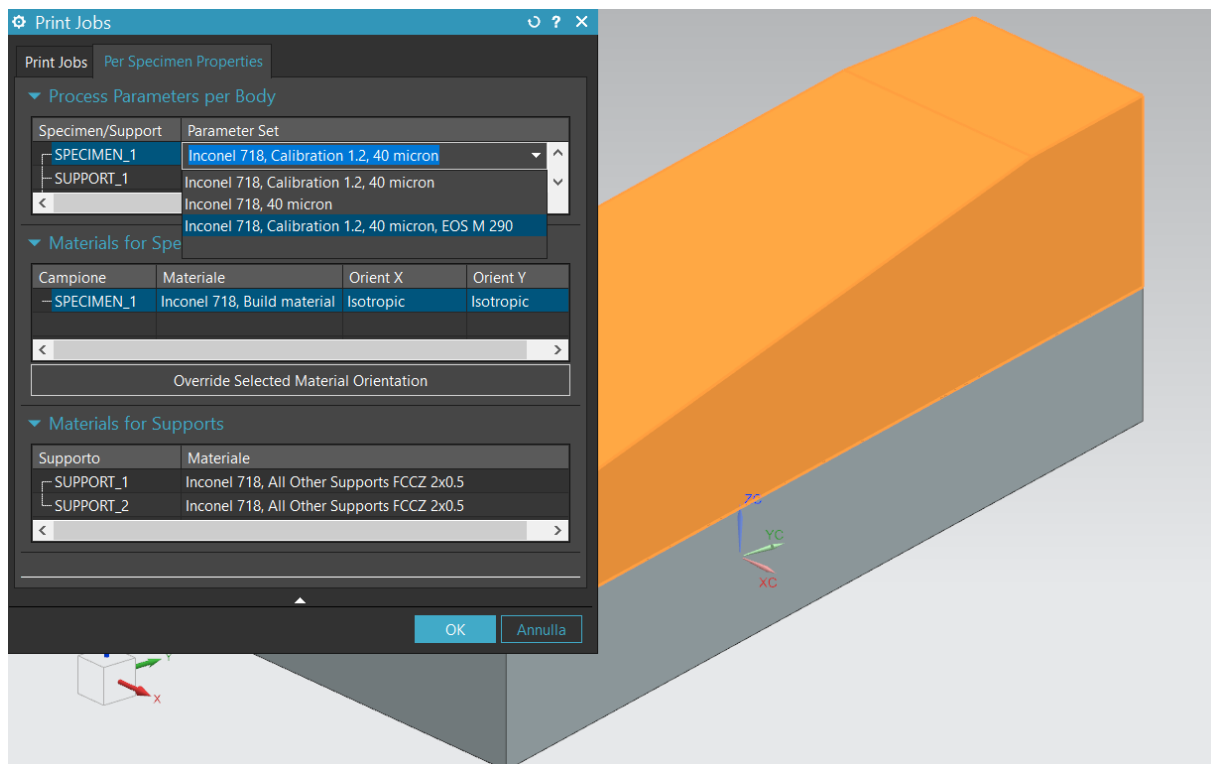 Print Jobs
Print Jobs Per Specimen Properties
Process Parameters per Body
Specimen/Support Parameter Set
SPECIMEN_1 Inconel 718, Calibration 1.2, 40 micron
SUPPORT_1 Inconel 718, Calibration 1.2, 40 micron
Inconel 718, 40 micron
Inconel 718, Calibration 1.2, 40 micron, EOS M 290
Materials for Spe
Campione Materiale Orient X Orient Y
SPECIMEN_1 Inconel 718, Build material Isotropic Isotropic
Override Selected Material Orientation
Materials for Supports
Supporto Materiale
SUPPORT_1 Inconel 718, All Other Supports FCCZ 2x0.5
SUPPORT_2 Inconel 718, All Other Supports FCCZ 2x0.5
OK Annulla
YC
XC
Y
X